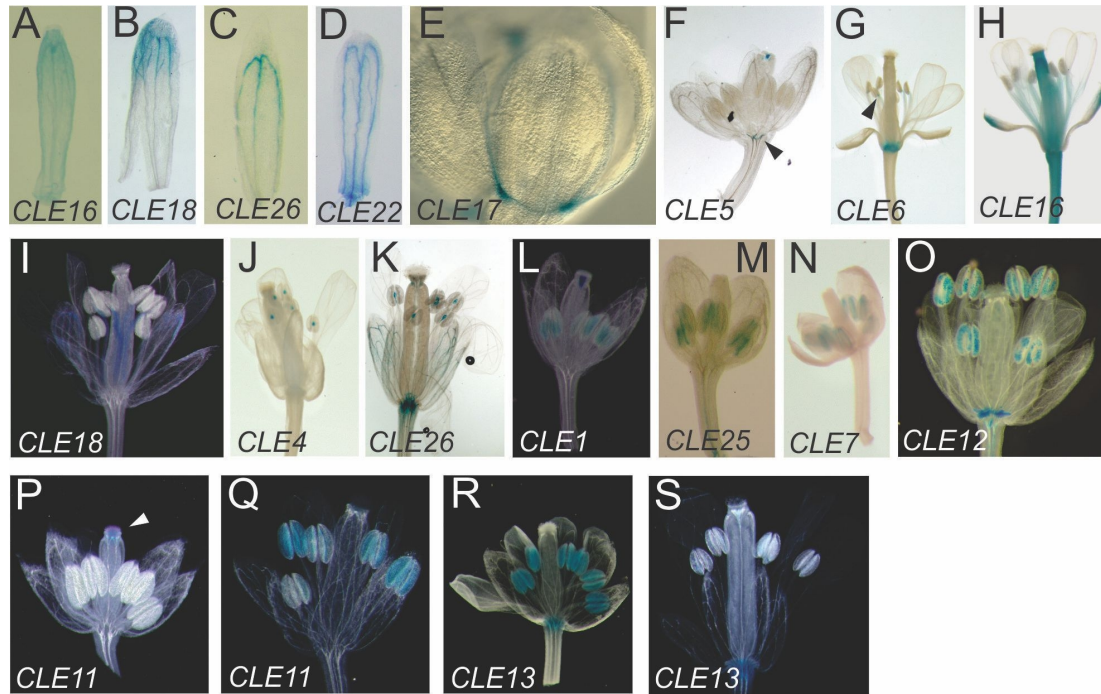 A B C D E F G H
CLE16 CLE18 CLE26 CLE22 CLE17 CLE5 CLE6 CLE16
I J K L M N O
CLE18 CLE4 CLE26 CLE1 CLE25 CLE7 CLE12
P Q R S
CLE11 CLE11 CLE13 CLE13